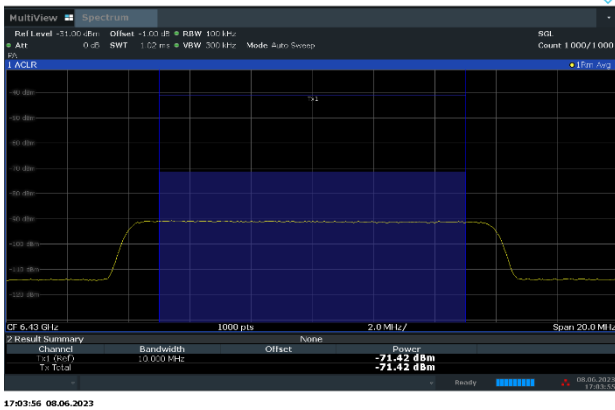 MultiView Spectrum
Ref Level -31.00 dBm Offset -1.00 dB RBW 100 kHz SGL
Att 0 dB SWT 1.02 ms VBW 300 kHz Mode Auto Sweep Count 1000/1000
PA
1 ACLR 1Rm Avg
-40 dBm
Tx1
-50 dBm
-60 dBm
-70 dBm
-80 dBm
-90 dBm
-100 dBm
-110 dBm
-120 dBm
CF 6.43 GHz 1000 pts 2.0 MHz/ Span 20.0 MHz
2 Result Summary None
Channel Bandwidth Offset Power
Tx1 (Ref) 10.000 MHz -71.42 dBm
Tx Total -71.42 dBm
Ready 08.06.2023
17:03:55
17:03:56 08.06.2023